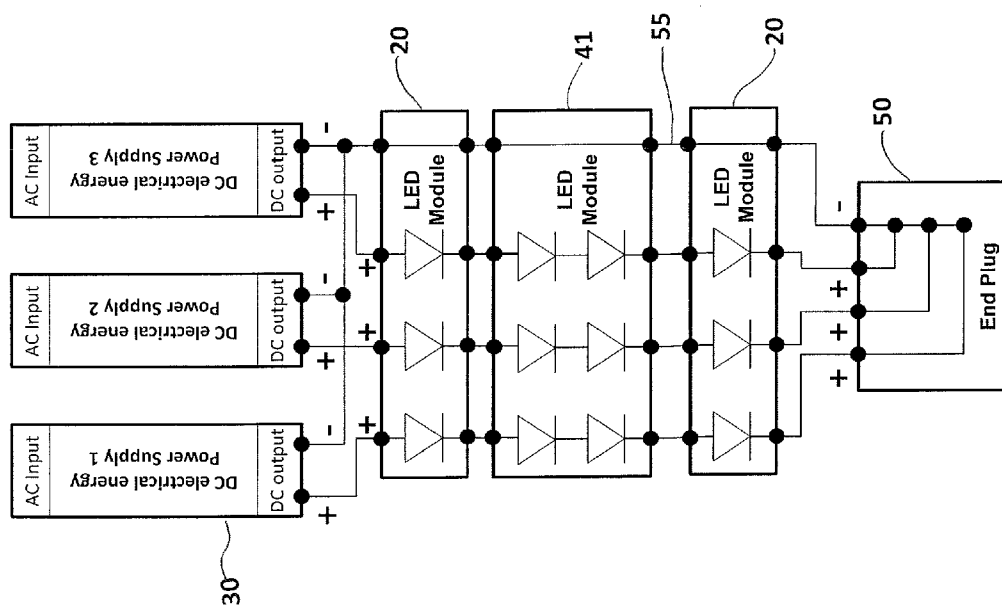 AC Input
DC electrical energy
Power Supply 1
DC output
+
-
AC Input
DC electrical energy
Power Supply 2
DC output
+
-
AC Input
DC electrical energy
Power Supply 3
DC output
+
-
30
+
+
+
LED
Module
20
LED
Module
41
55
LED
Module
20
+
+
+
-
50
End Plug